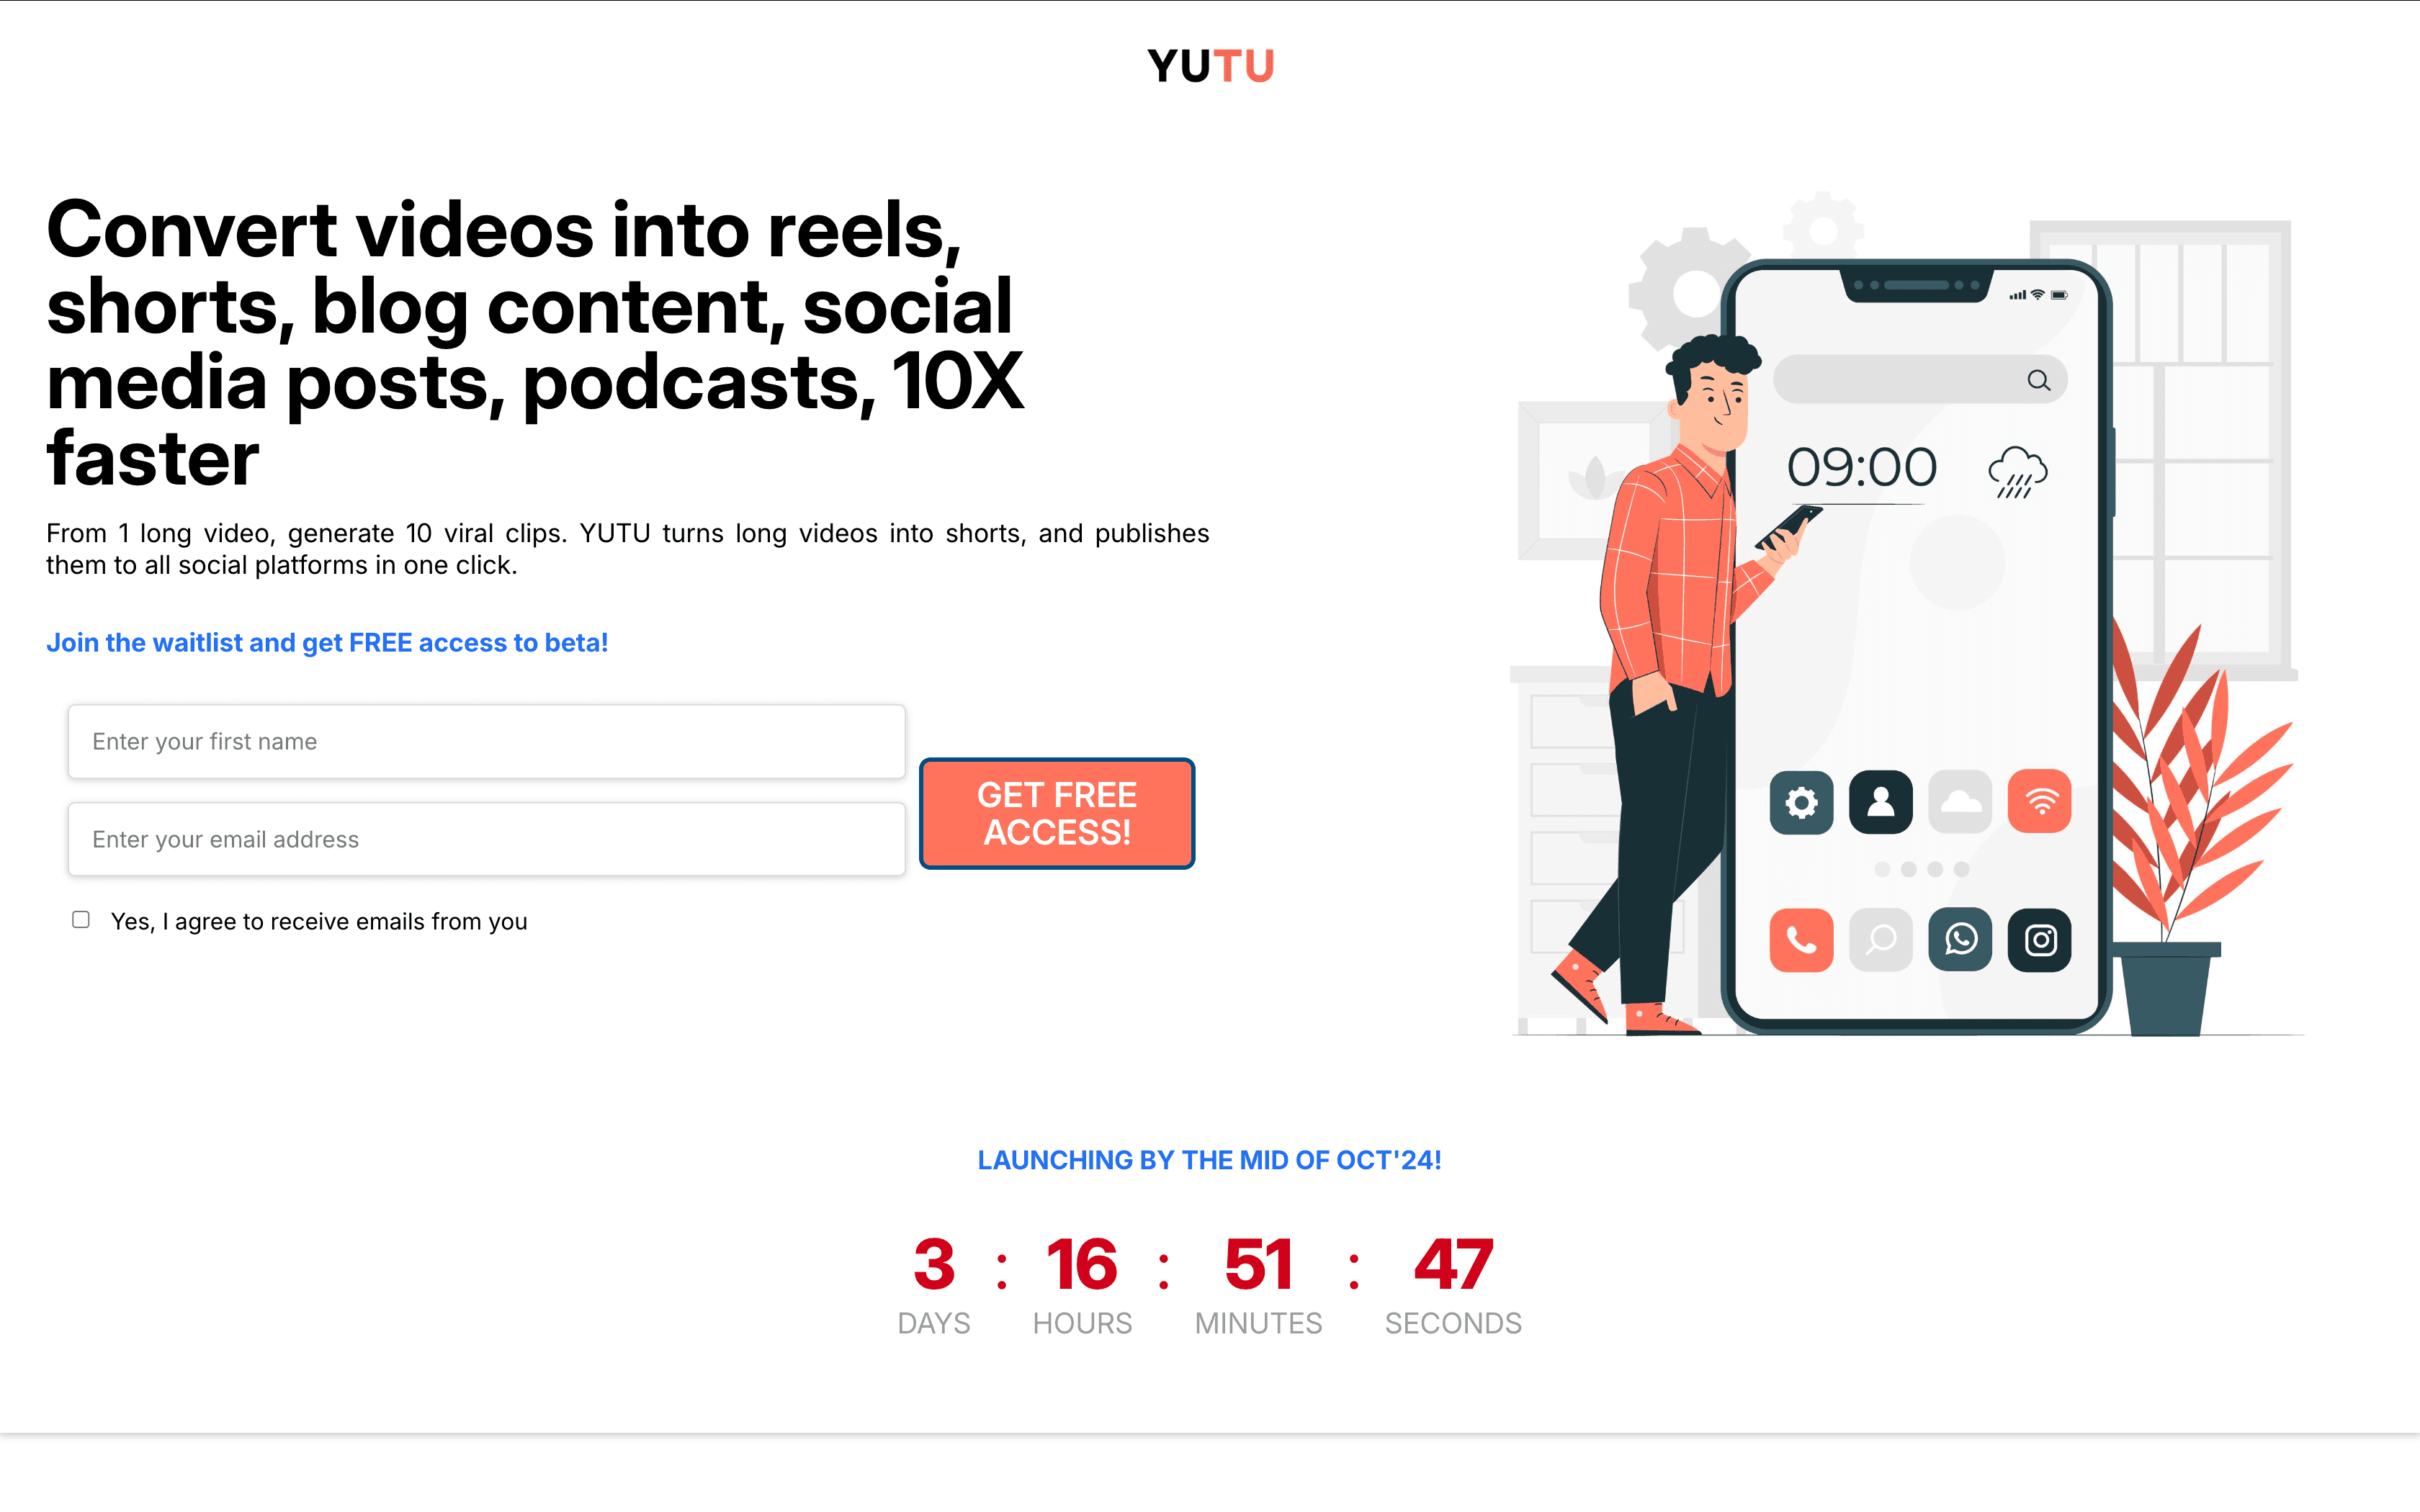 YUTU
Convert videos into reels,
shorts, blog content, social
media posts, podcasts, 10X
faster
From 1 long video, generate 10 viral clips. YUTU turns long videos into shorts, and publishes
them to all social platforms in one click.
Join the waitlist and get FREE access to beta!
Enter your first name
Enter your email address
GET FREE
ACCESS!
Yes, I agree to receive emails from you
09:00
LAUNCHING BY THE MID OF OCT'24!
3 : 16 : 51 : 47
DAYS HOURS MINUTES SECONDS